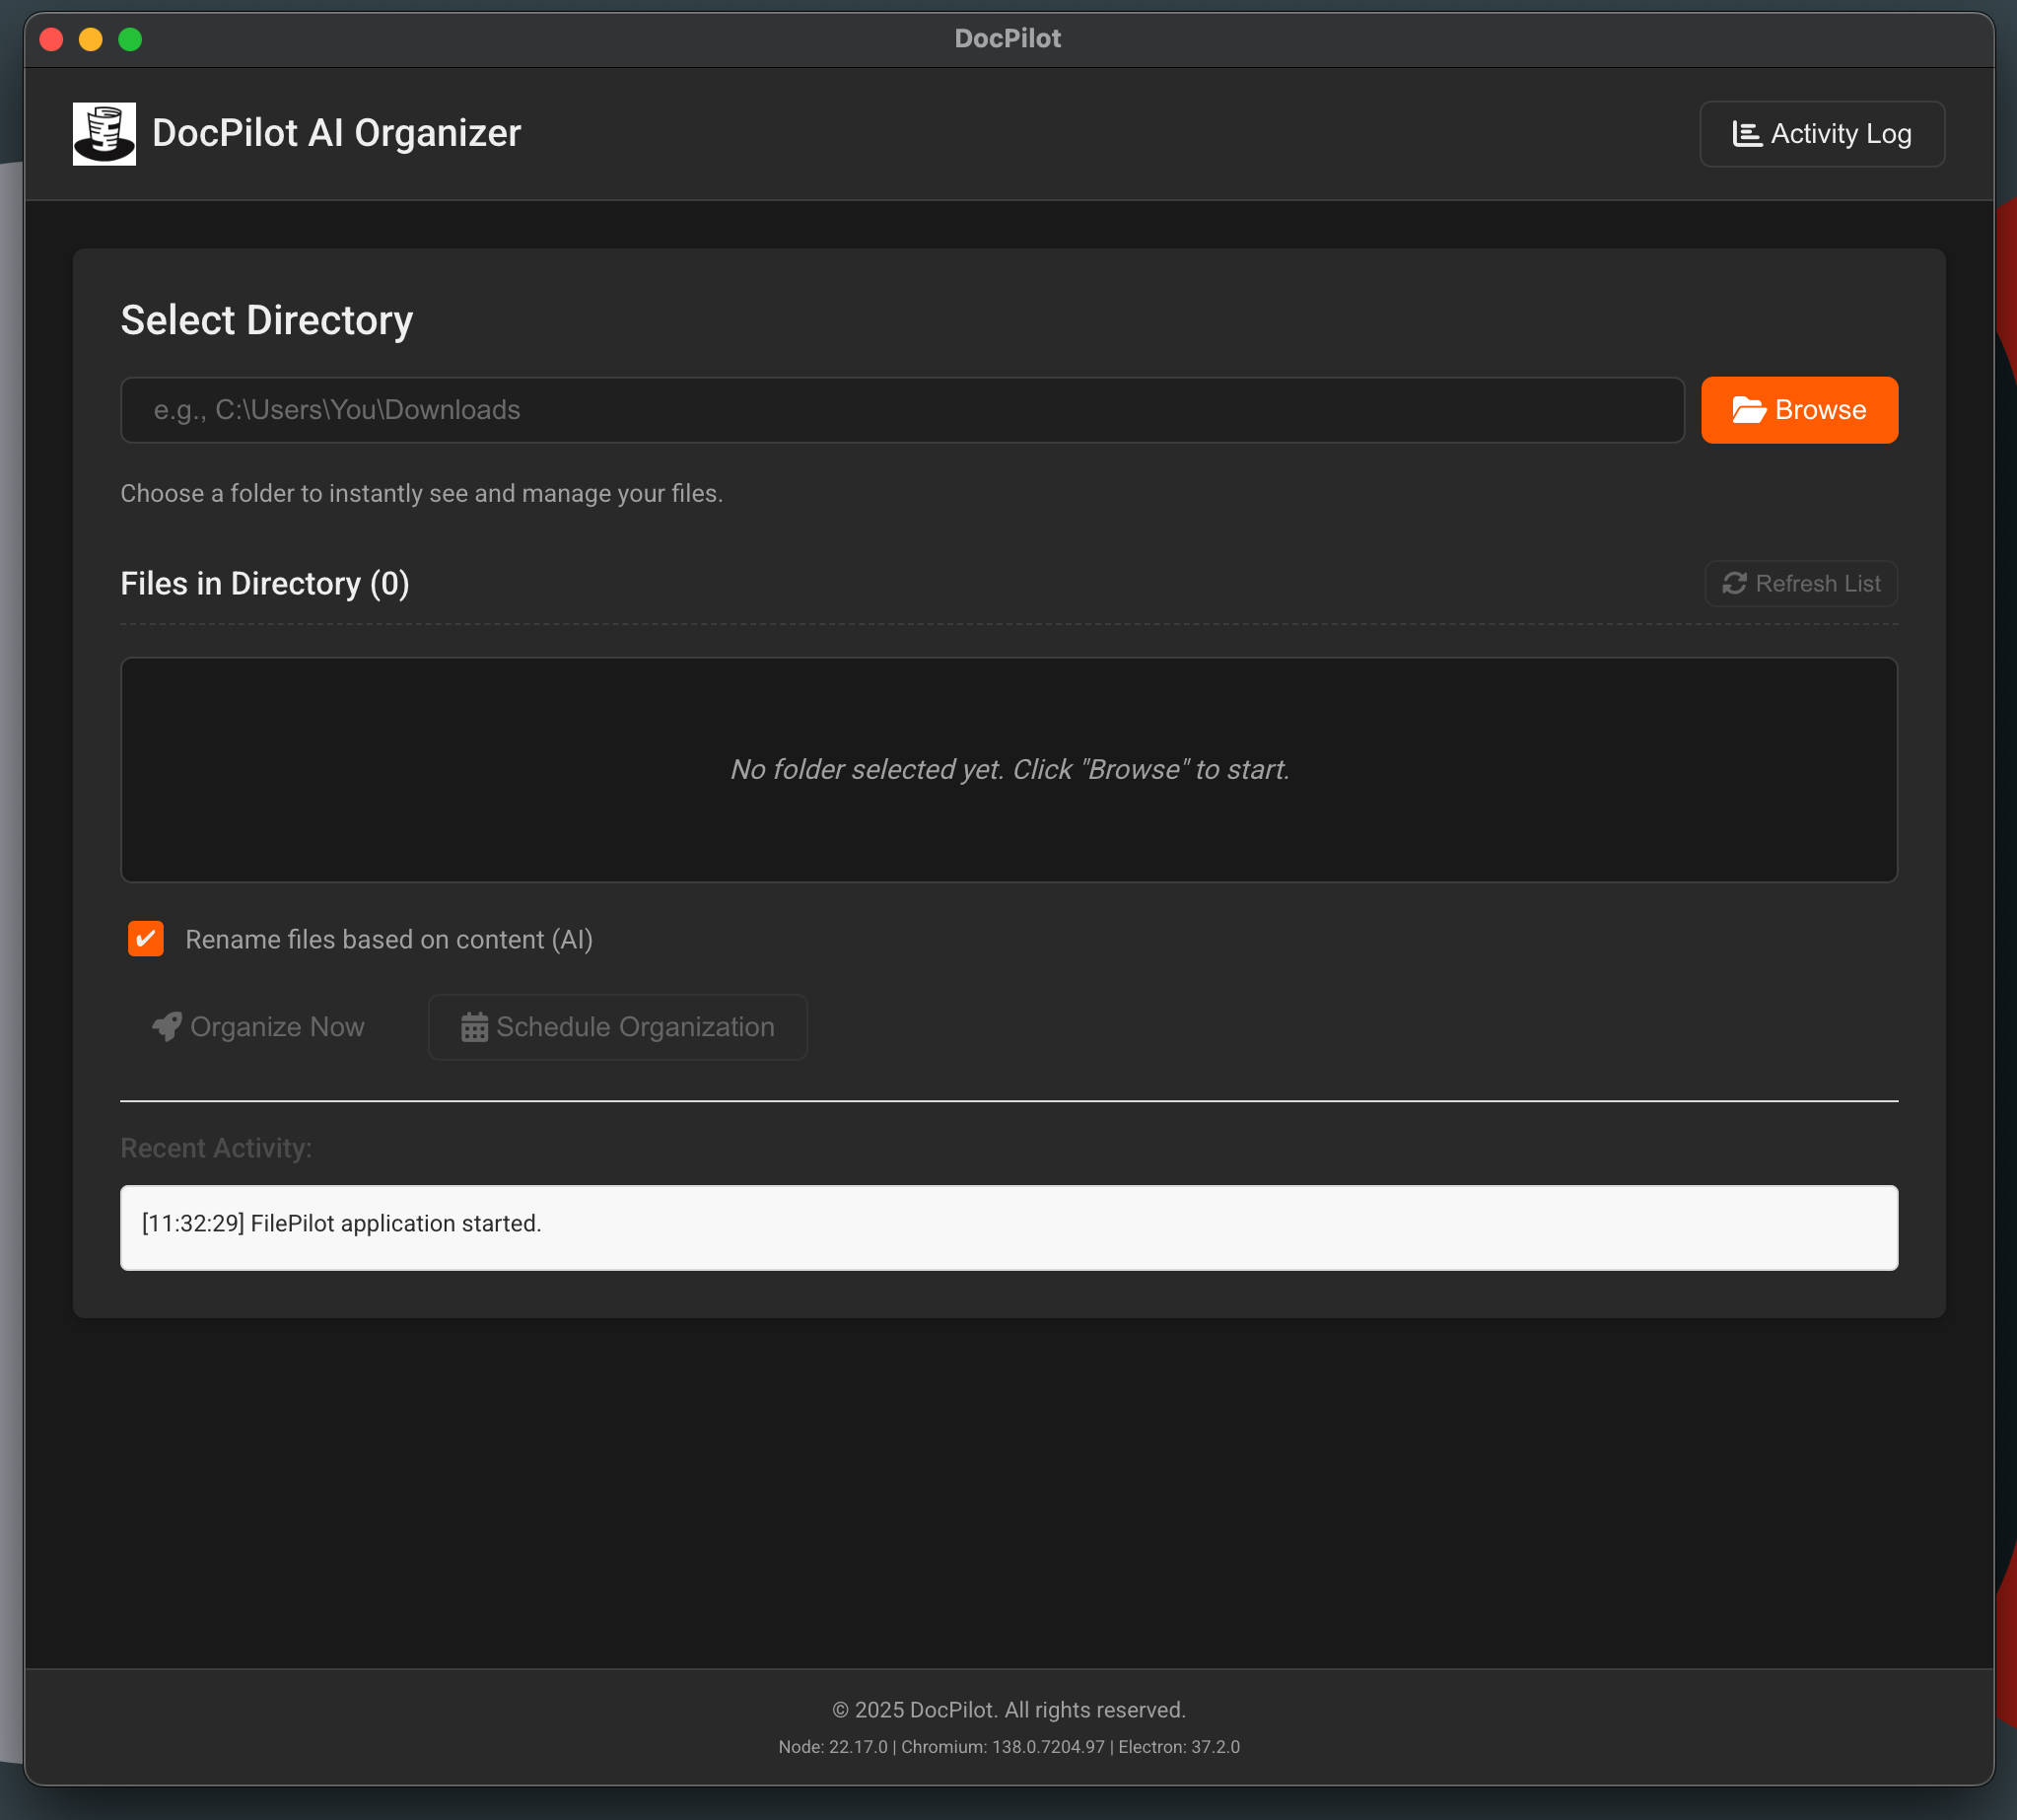 DocPilot
DocPilot AI Organizer
Activity Log
Select Directory
e.g., C:\Users\You\Downloads
Browse
Choose a folder to instantly see and manage your files.
Files in Directory (0)
Refresh List
No folder selected yet. Click "Browse" to start.
Rename files based on content (AI)
Organize Now
Schedule Organization
Recent Activity:
[11:32:29] FilePilot application started.
© 2025 DocPilot. All rights reserved.
Node: 22.17.0 | Chromium: 138.0.7204.97 | Electron: 37.2.0